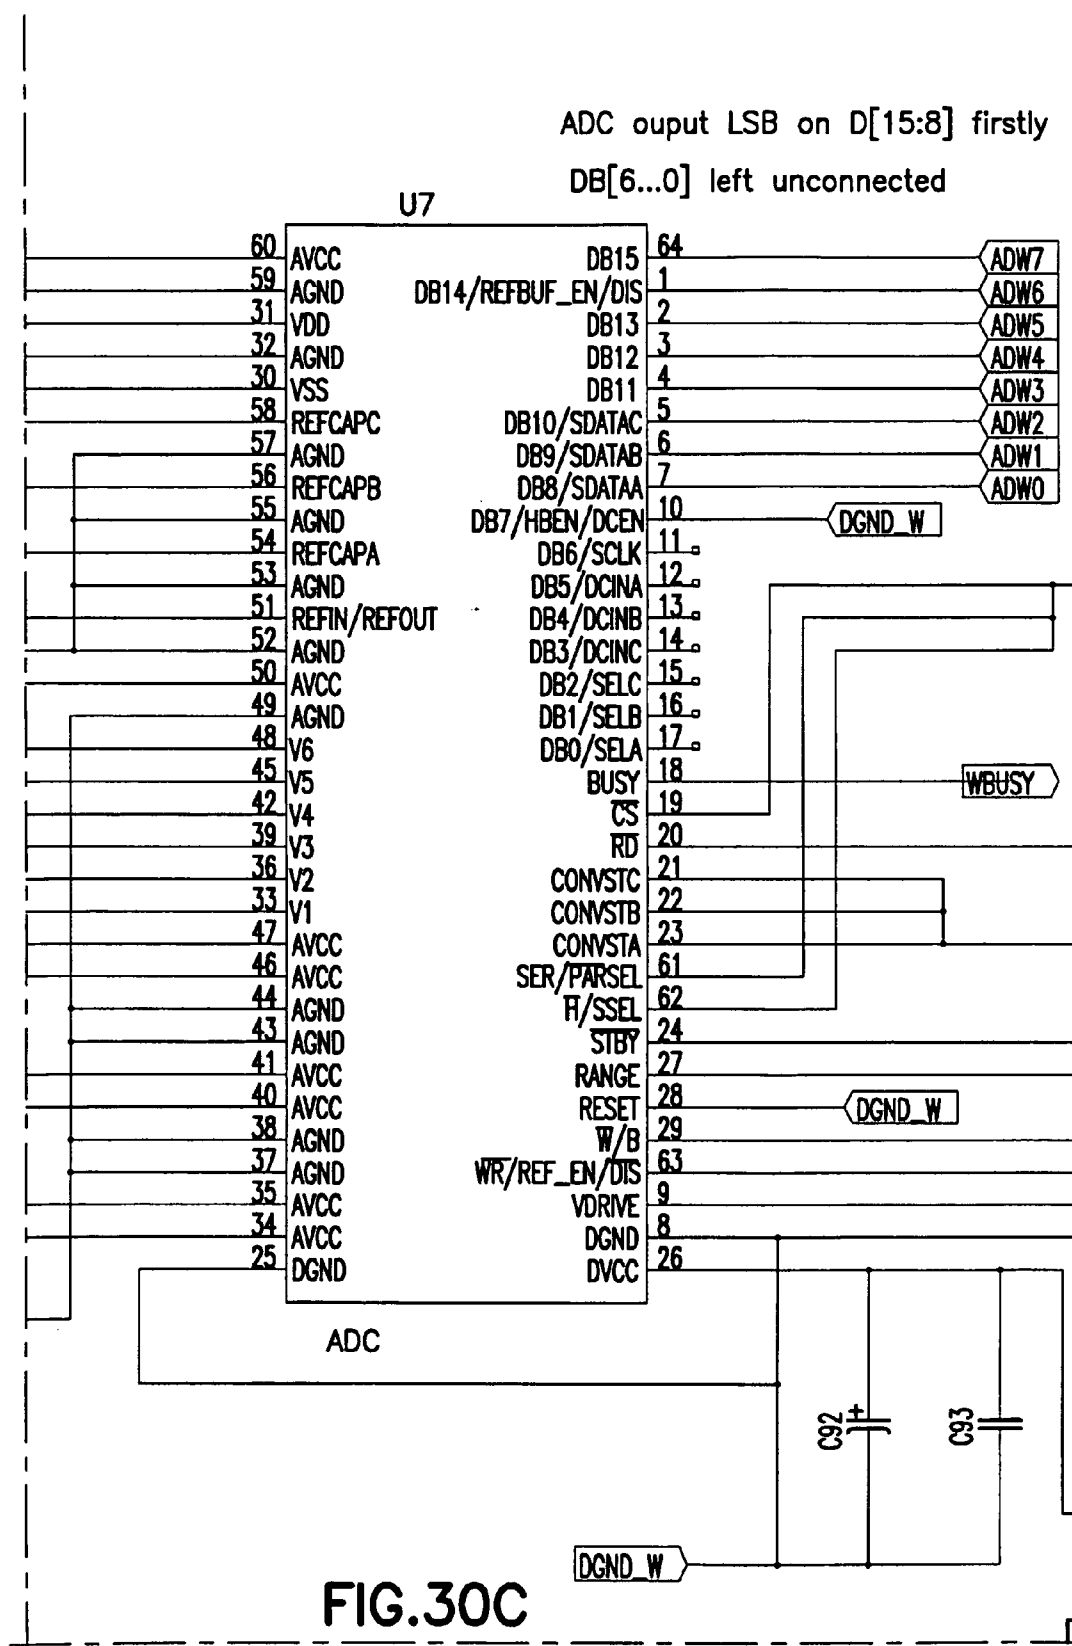 ADC ouput LSB on D[15:8] firstly
DB[6...0] left unconnected
U7
60 AVCC DB15 64 ADW7
59 AGND DB14/REFBUF_EN/DIS 1 ADW6
31 VDD DB13 2 ADW5
32 AGND DB12 3 ADW4
30 VSS DB11 4 ADW3
58 REFCAPC DB10/SDATAC 5 ADW2
57 AGND DB9/SDATAB 6 ADW1
56 REFCAPB DB8/SDATAA 7 ADW0
55 AGND DB7/HBEN/DCEN 10 DGND_W
54 REFCAPA DB6/SCLK 11
53 AGND DB5/DCINA 12
51 REFIN/REFOUT DB4/DCINB 13
52 AGND DB3/DCINC 14
50 AVCC DB2/SELC 15
49 AGND DB1/SELB 16
48 V6 DB0/SELA 17
45 V5 BUSY 18 WBUSY
42 V4 CS 19
39 V3 RD 20
36 V2 CONVSTC 21
33 V1 CONVSTB 22
47 AVCC CONVSTA 23
46 AVCC SER/PARSEL 61
44 AGND H/SSEL 62
43 AGND STBY 24
41 AVCC RANGE 27
40 AVCC RESET 28 DGND_W
38 AGND W/B 29
37 AGND WR/REF_EN/DIS 63
35 AVCC VDRIVE 9
34 AVCC DGND 8
25 DGND DVCC 26
ADC
C92 +
C93
DGND_W
FIG.30C